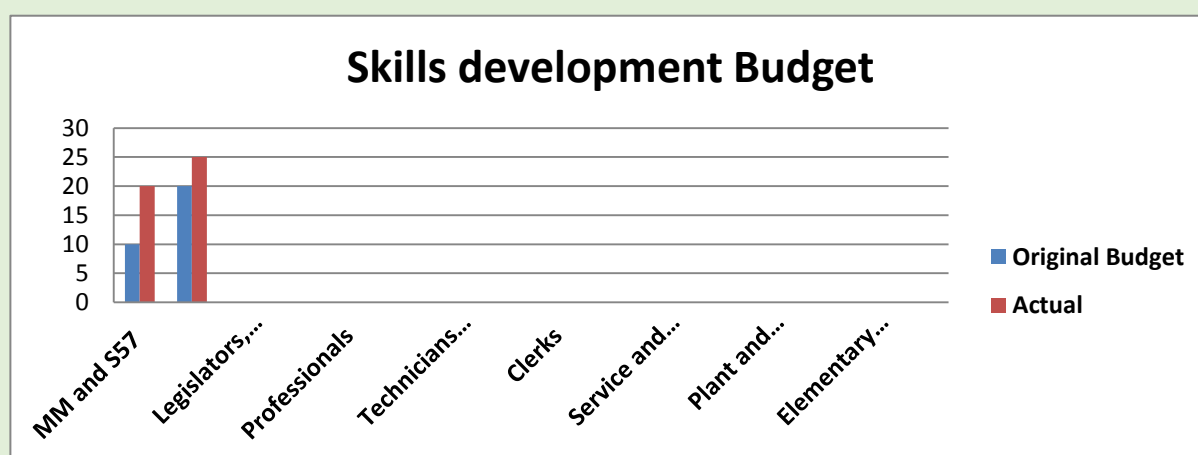 Skills development Budget
30
25
20
15
10
5
0
Original Budget
Actual
MM and S57
Legislators,...
Professionals
Technicians...
Clerks
Service and...
Plant and...
Elementary...